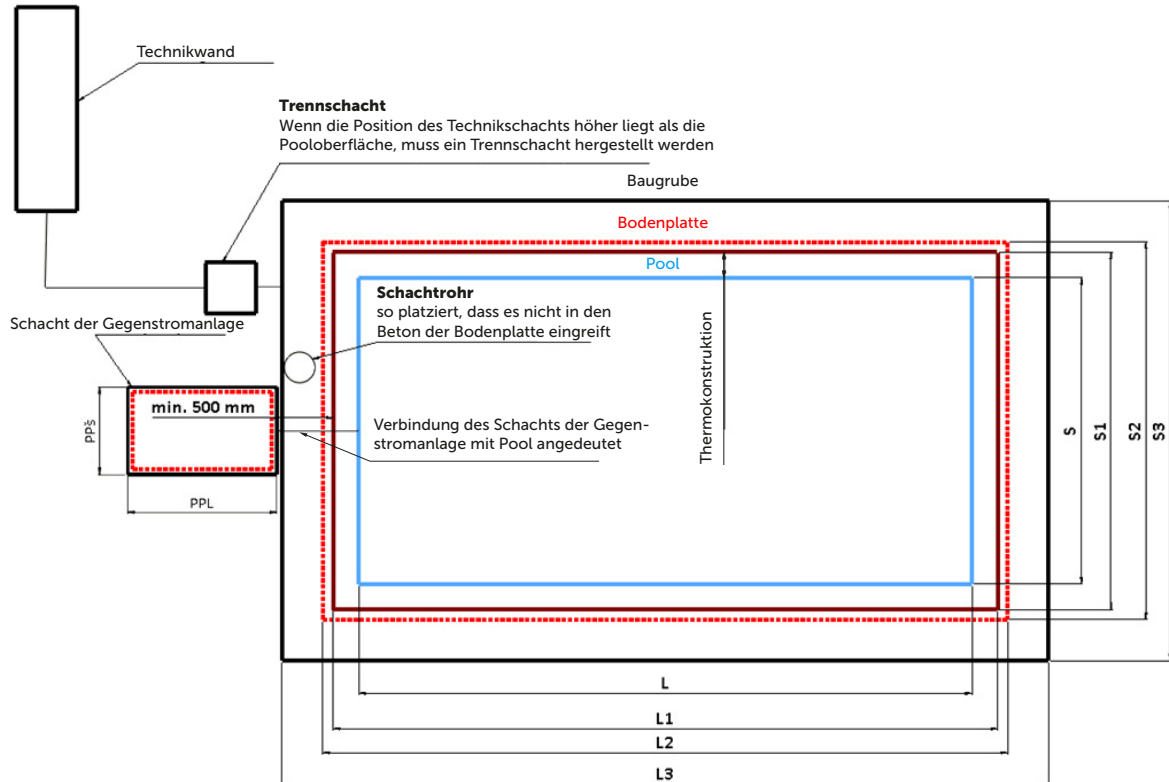 Technikwand
Trennschacht
Wenn die Position des Technikschachts höher liegt als die
Pooloberfläche, muss ein Trennschacht hergestellt werden
Baugrube
Bodenplatte
Pool
Schachtrohr
so platziert, dass es nicht in den
Beton der Bodenplatte eingreift
Schacht der Gegenstromanlage
Thermokonstruktion
min. 500 mm
Verbindung des Schachts der Gegen-
stromanlage mit Pool angedeutet
PPš
PPL
S
S1
S2
S3
L
L1
L2
L3